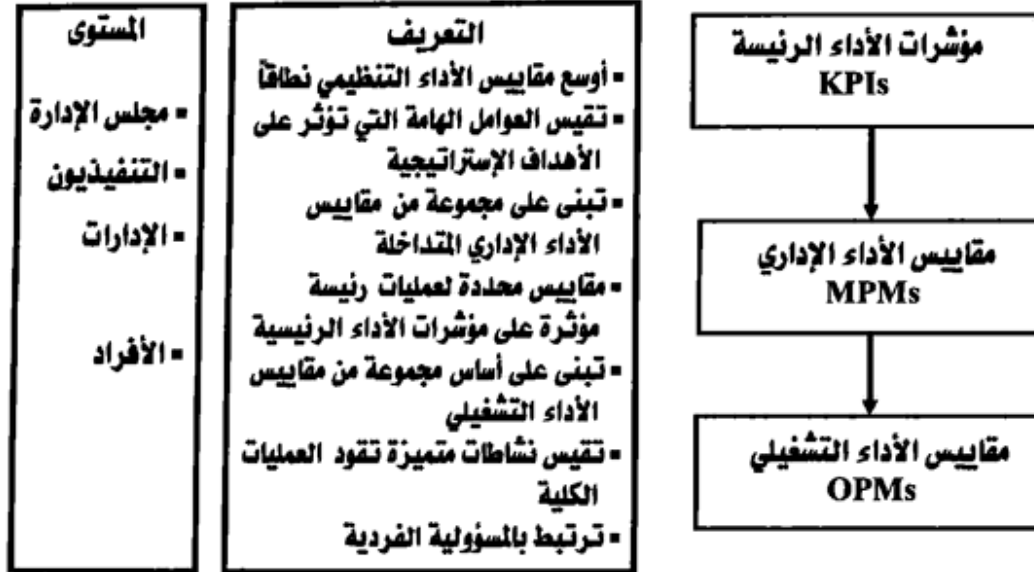 مؤشرات الأداء الرئيسة
KPIs
مقاييس الأداء الإداري
MPMs
مقاييس الأداء التشغيلي
OPMs
التعريف
▪ أوسع مقاييس الأداء التنظيمي نطاقاً
▪ تقيس العوامل الهامة التي تؤثر على
الأهداف الإستراتيجية
▪ تبنى على مجموعة من مقاييس
الأداء الإداري المتداخلة
▪ مقاييس محددة لعمليات رئيسة
مؤثرة على مؤشرات الأداء الرئيسية
▪ تبنى على أساس مجموعة من مقاييس
الأداء التشغيلي
▪ تقيس نشاطات متميزة تقود العمليات
الكلية
▪ ترتبط بالمسؤولية الفردية
المستوى
▪ مجلس الإدارة
▪ التنفيذيون
▪ الإدارات
▪ الأفراد